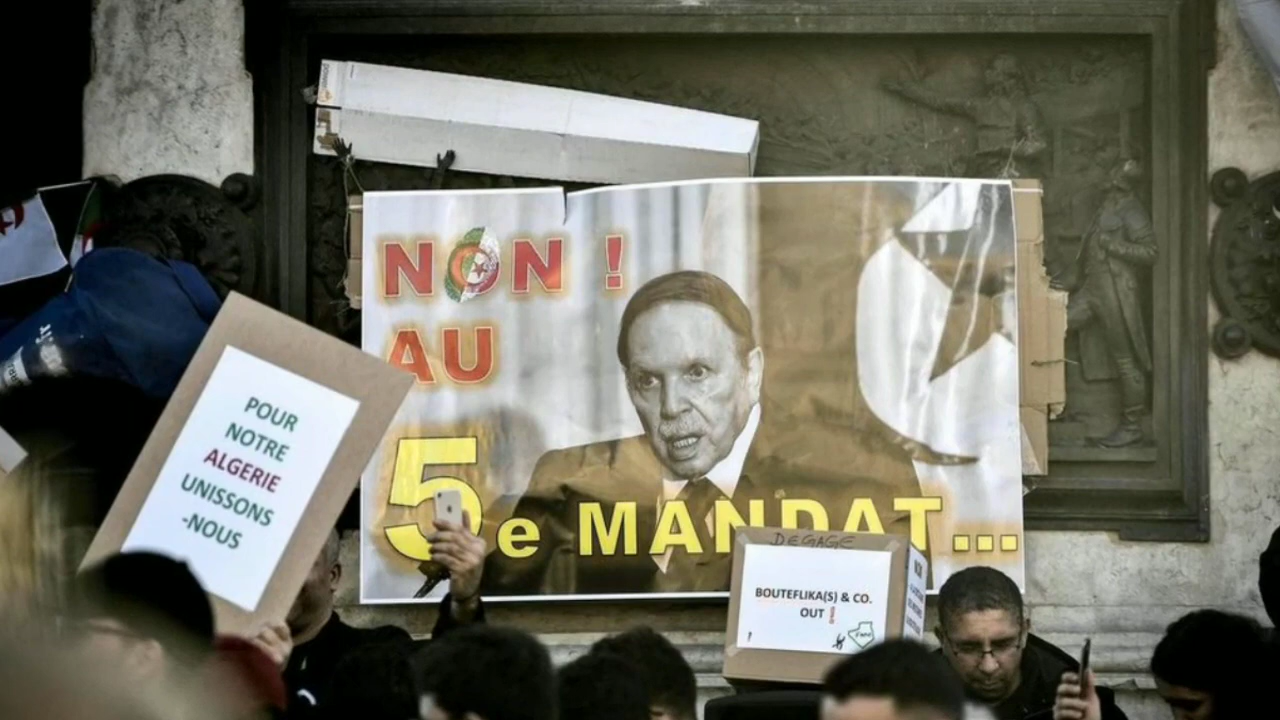 NON !
AU
5e MANDAT...
POUR
NOTRE
ALGERIE
UNISSONS
-NOUS
DEGAGE
BOUTEFLIKA(S) & CO.
OUT !